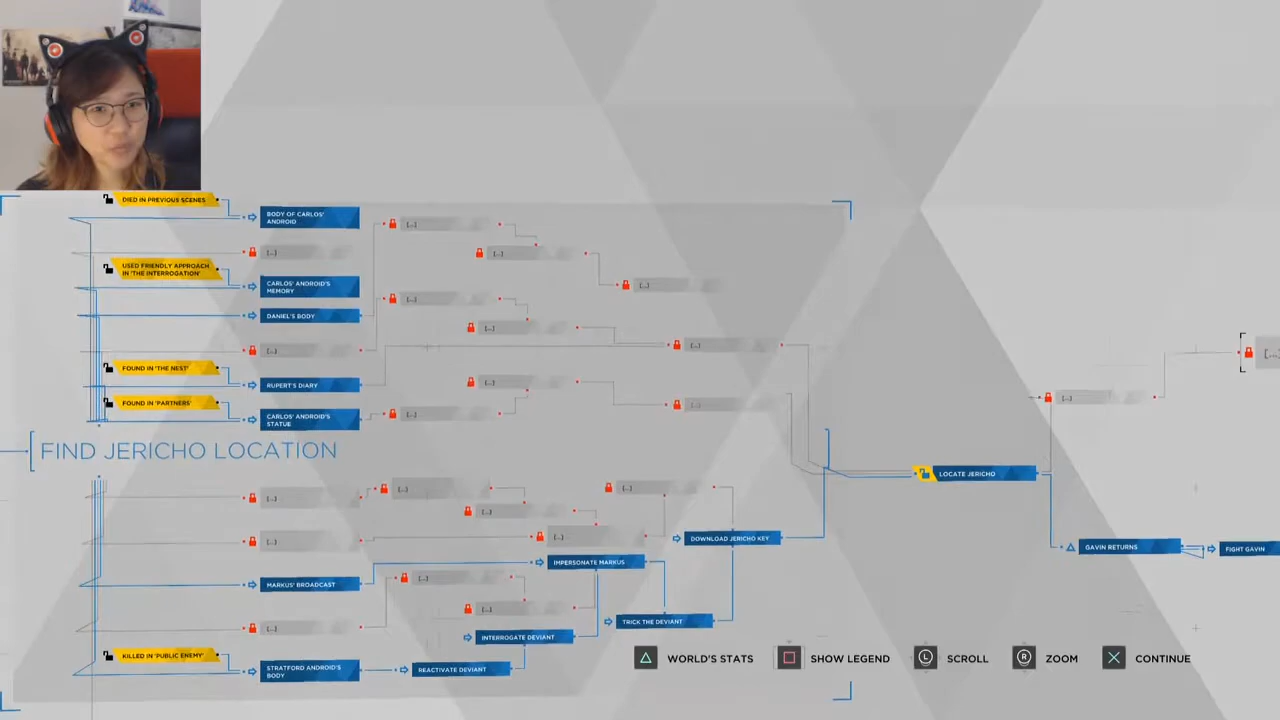 DIED IN PREVIOUS SCENES
BODY OF CARLOS'
ANDROID
[...]
[...]
[...]
USED FRIENDLY APPROACH
IN 'THE INTERROGATION'
CARLOS' ANDROID'S
MEMORY
[...]
[...]
DANIEL'S BODY
[...]
[...]
[...]
[...]
FOUND IN 'THE NEST'
RUPERT'S DIARY
[...]
[...]
[...]
FOUND IN 'PARTNERS'
CARLOS' ANDROID'S
STATUE
[...]
FIND JERICHO LOCATION
LOCATE JERICHO
[...]
[...]
[...]
[...]
[...]
[...]
DOWNLOAD JERICHO KEY
GAVIN RETURNS
FIGHT GAVIN
IMPERSONATE MARKUS
MARKUS' BROADCAST
[...]
[...]
TRICK THE DEVIANT
[...]
INTERROGATE DEVIANT
KILLED IN 'PUBLIC ENEMY'
STRATFORD ANDROID'S
BODY
REACTIVATE DEVIANT
WORLD'S STATS
SHOW LEGEND
L SCROLL
R ZOOM
CONTINUE